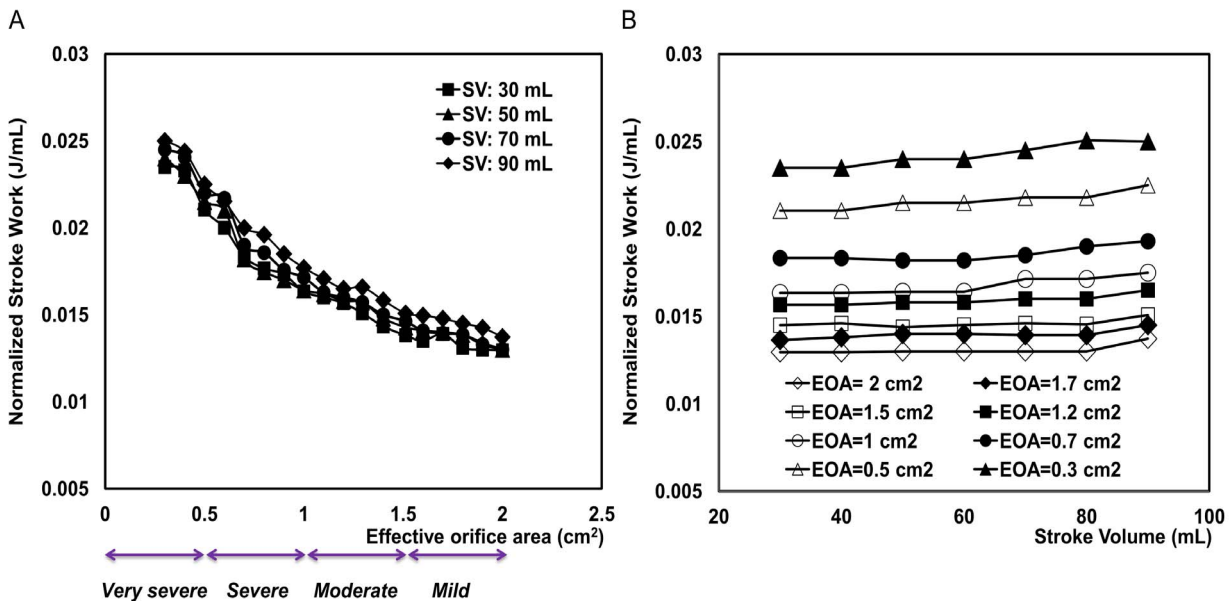 A
Normalized Stroke Work (J/mL)
0.03
0.025
0.02
0.015
0.01
0.005
SV: 30 mL
SV: 50 mL
SV: 70 mL
SV: 90 mL
0
0.5
1
1.5
2
2.5
Effective orifice area (cm²)
Very severe
Severe
Moderate
Mild
B
Normalized Stroke Work (J/mL)
0.03
0.025
0.02
0.015
0.01
0.005
EOA= 2 cm2
EOA=1.7 cm2
EOA=1.5 cm2
EOA=1.2 cm2
EOA=1 cm2
EOA=0.7 cm2
EOA=0.5 cm2
EOA=0.3 cm2
20
40
60
80
100
Stroke Volume (mL)